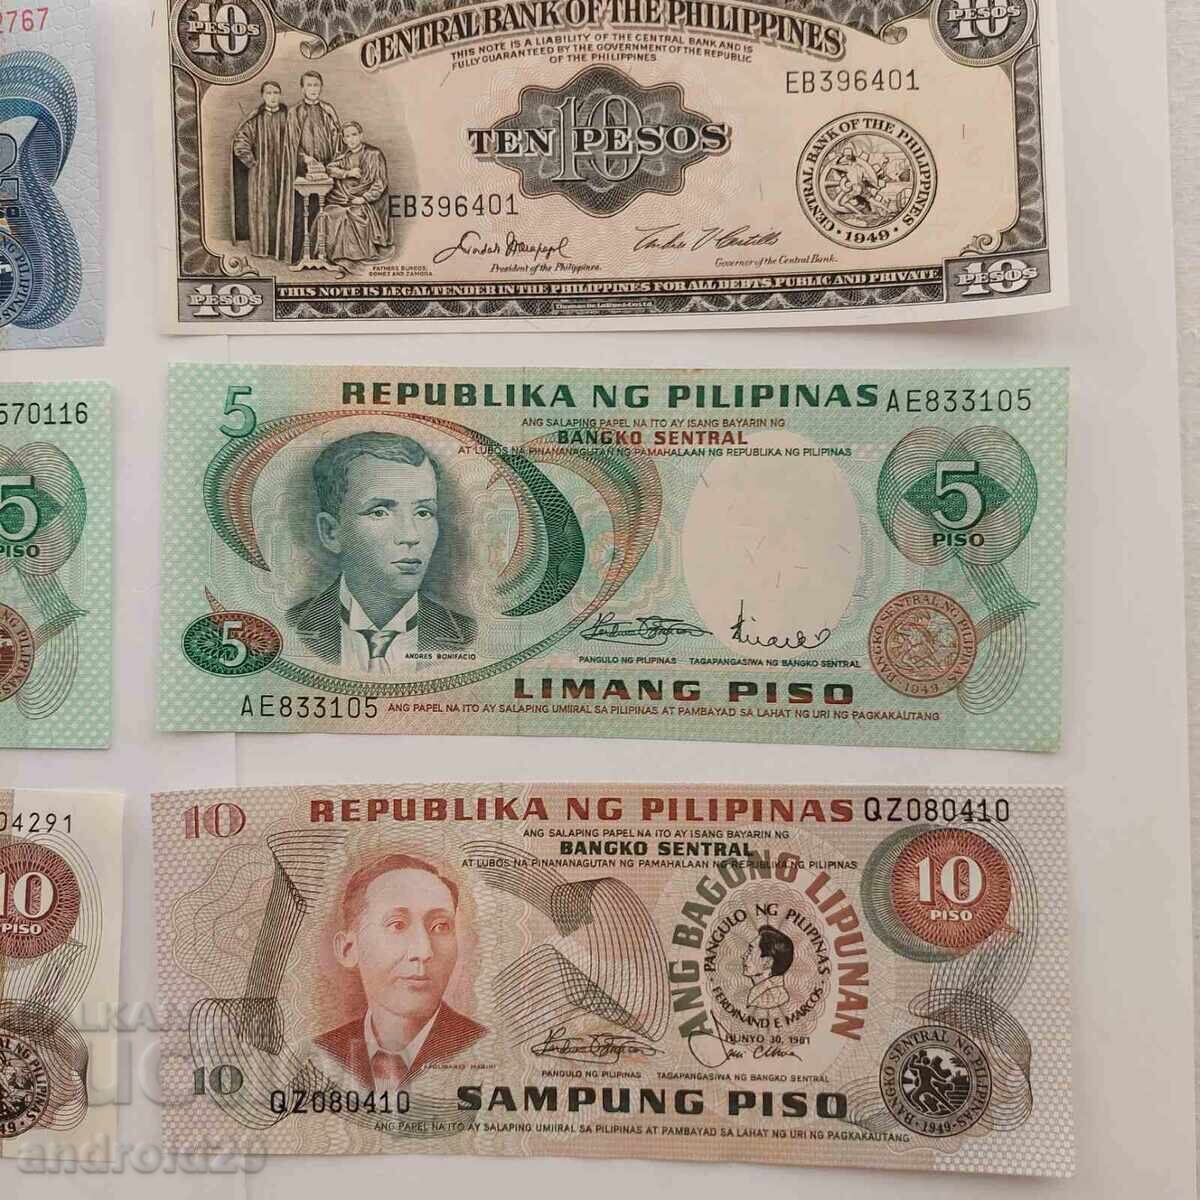 2767
10
PESOS
10
PESOS
CENTRAL BANK OF THE PHILIPPINES
THIS NOTE IS A LIABILITY OF THE CENTRAL BANK AND IS
FULLY GUARANTEED BY THE GOVERNMENT OF THE REPUBLIC
OF THE PHILIPPINES
EB396401
10
TEN PESOS
CENTRAL BANK OF THE PHILIPPINES
1949
EB396401
President of the Philippines
Governor of the Central Bank
FATHERS BURGOS,
GOMEZ AND ZAMORA
10
PESOS
THIS NOTE IS LEGAL TENDER IN THE PHILIPPINES FOR ALL DEBTS, PUBLIC AND PRIVATE
10
PESOS
570116
5
PISO
5
REPUBLIKA NG PILIPINAS
AE833105
ANG SALAPING PAPEL NA ITO AY ISANG BAYARIN NG
BANGKO SENTRAL
AT LUBOS NA PINANANAGUTAN NG PAMAHALAAN NG REPUBLIKA NG PILIPINAS
5
PISO
ANDRES BONIFACIO
5
PANGULO NG PILIPINAS
TAGAPANGASIWA NG BANGKO SENTRAL
BANGKO SENTRAL NG PILIPINAS
1949
LIMANG PISO
AE833105
ANG PAPEL NA ITO AY SALAPING UMIIRAL SA PILIPINAS AT PAMBAYAD SA LAHAT NG URI NG PAGKAKAUTANG
04291
10
PISO
10
REPUBLIKA NG PILIPINAS
QZ080410
ANG SALAPING PAPEL NA ITO AY ISANG BAYARIN NG
BANGKO SENTRAL
AT LUBOS NA PINANANAGUTAN NG PAMAHALAAN NG REPUBLIKA NG PILIPINAS
10
PISO
ANG BAGONG LIPUNAN
PANGULO NG PILIPINAS
FERDINAND E. MARCOS
HUNYO 30, 1981
APOLINARIO MABINI
10
PANGULO NG PILIPINAS
TAGAPANGASIWA NG BANGKO SENTRAL
BANGKO SENTRAL NG PILIPINAS
1949
SAMPUNG PISO
QZ080410
ANG PAPEL NA ITO AY SALAPING UMIIRAL SA PILIPINAS AT PAMBAYAD SA LAHAT NG URI NG PAGKAKAUTANG
android29